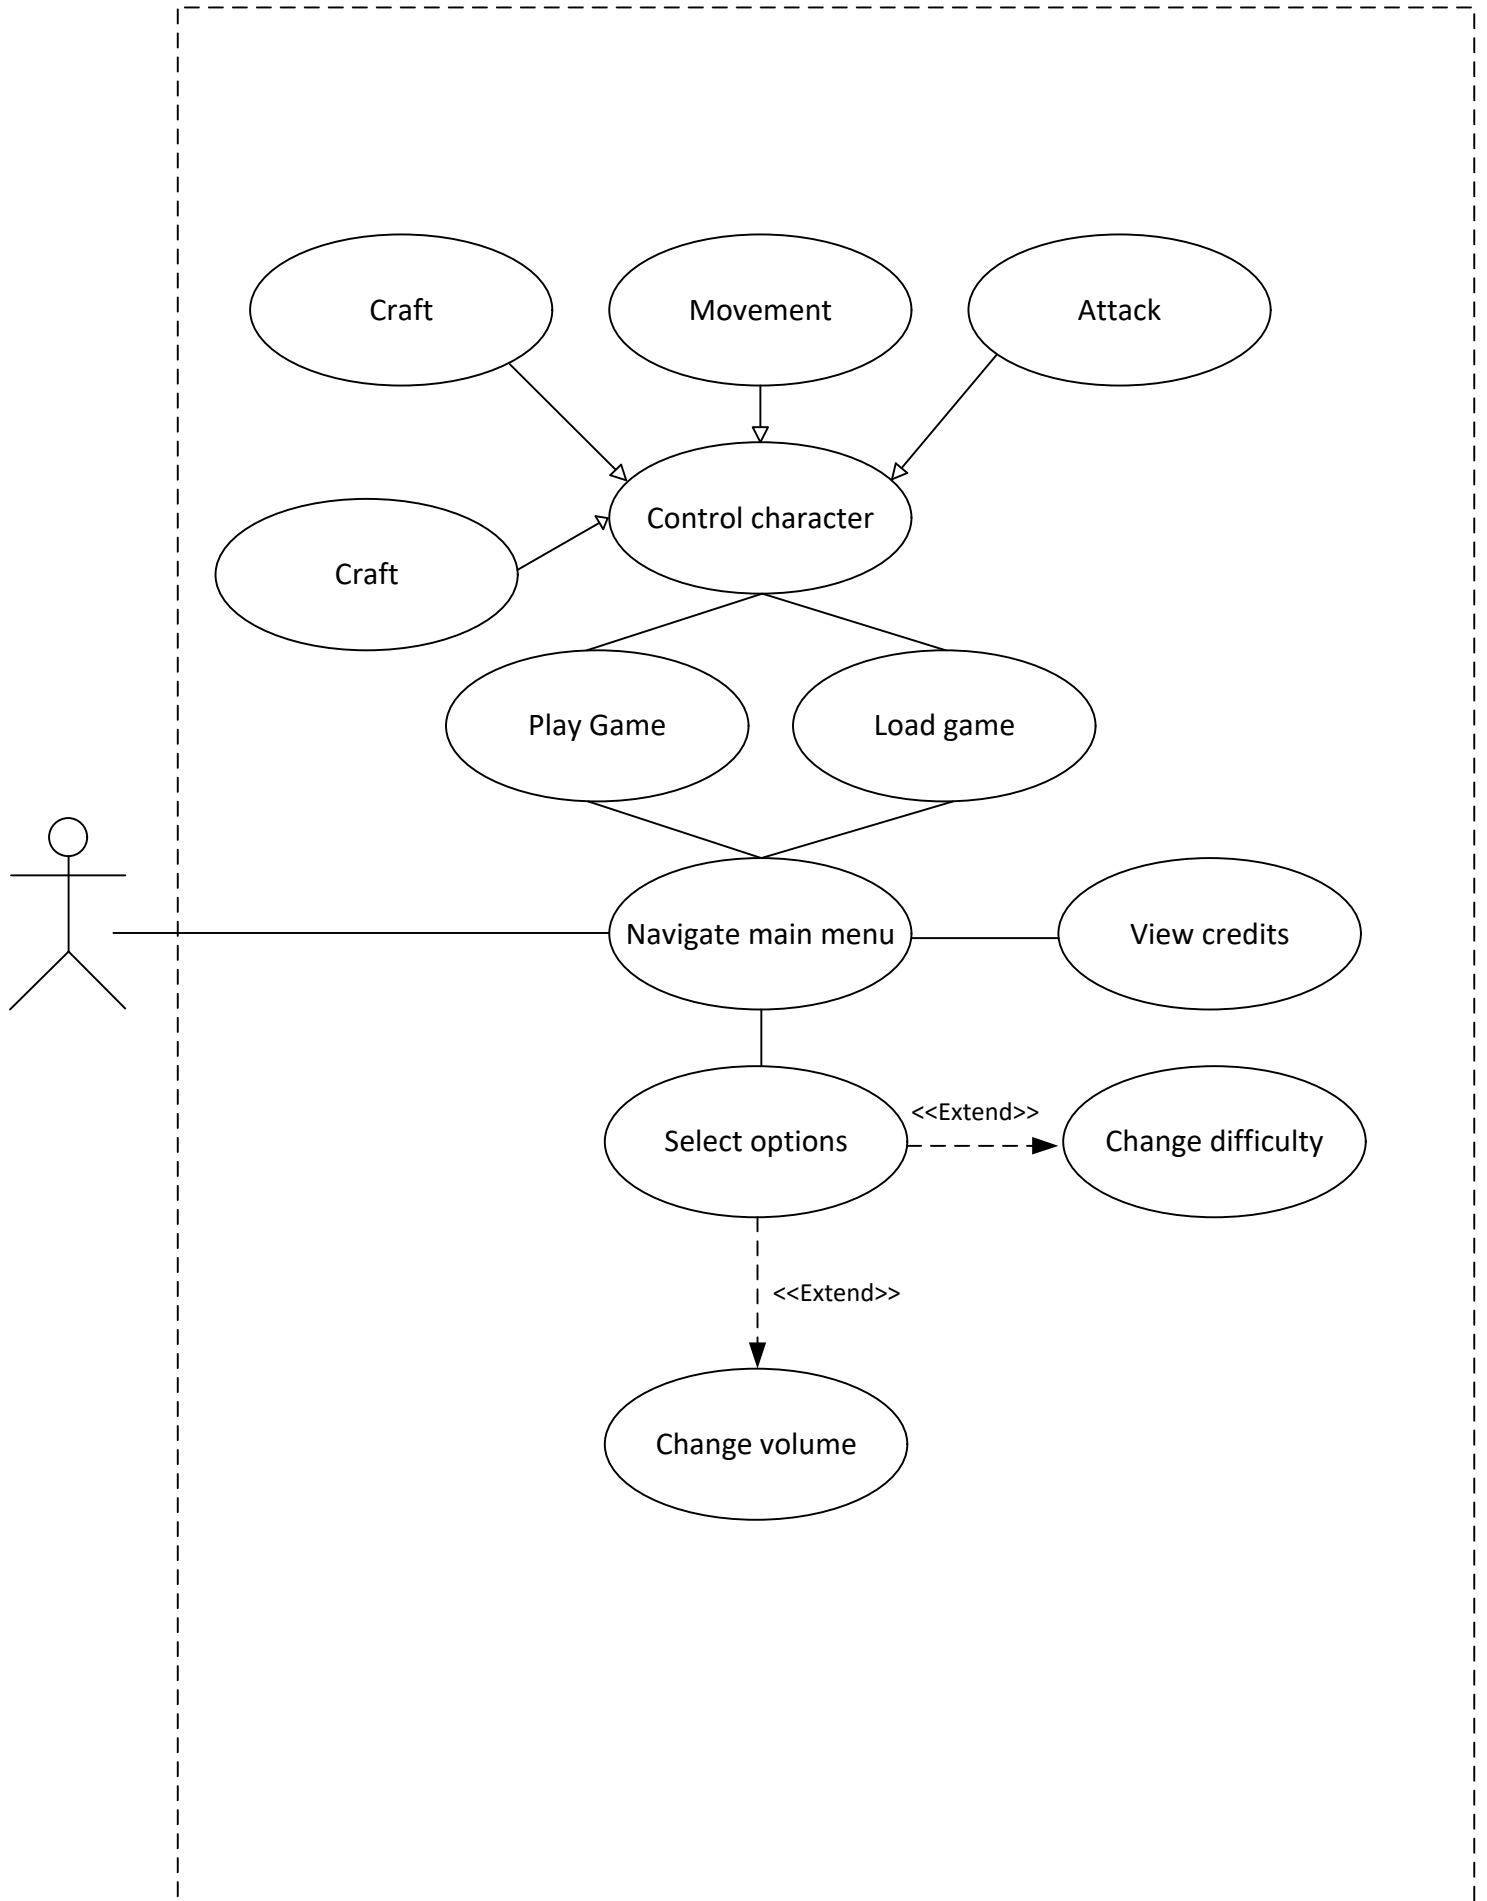 Craft
Movement
Attack
Control character
Craft
Play Game
Load game
Navigate main menu
View credits
Select options
<<Extend>>
Change difficulty
<<Extend>>
Change volume